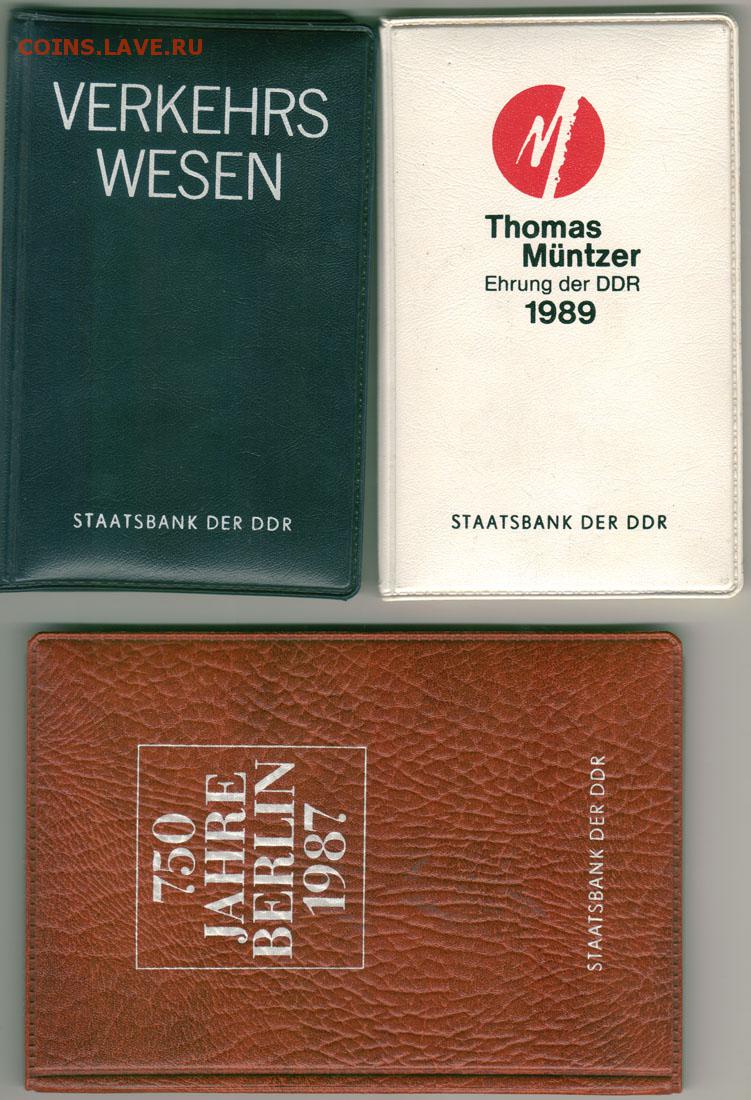 COINS.LAVE.RU
VERKEHRS
WESEN
STAATSBANK DER DDR
Thomas
Müntzer
Ehrung der DDR
1989
STAATSBANK DER DDR
750
JAHRE
BERLIN
1987
STAATSBANK DER DDR